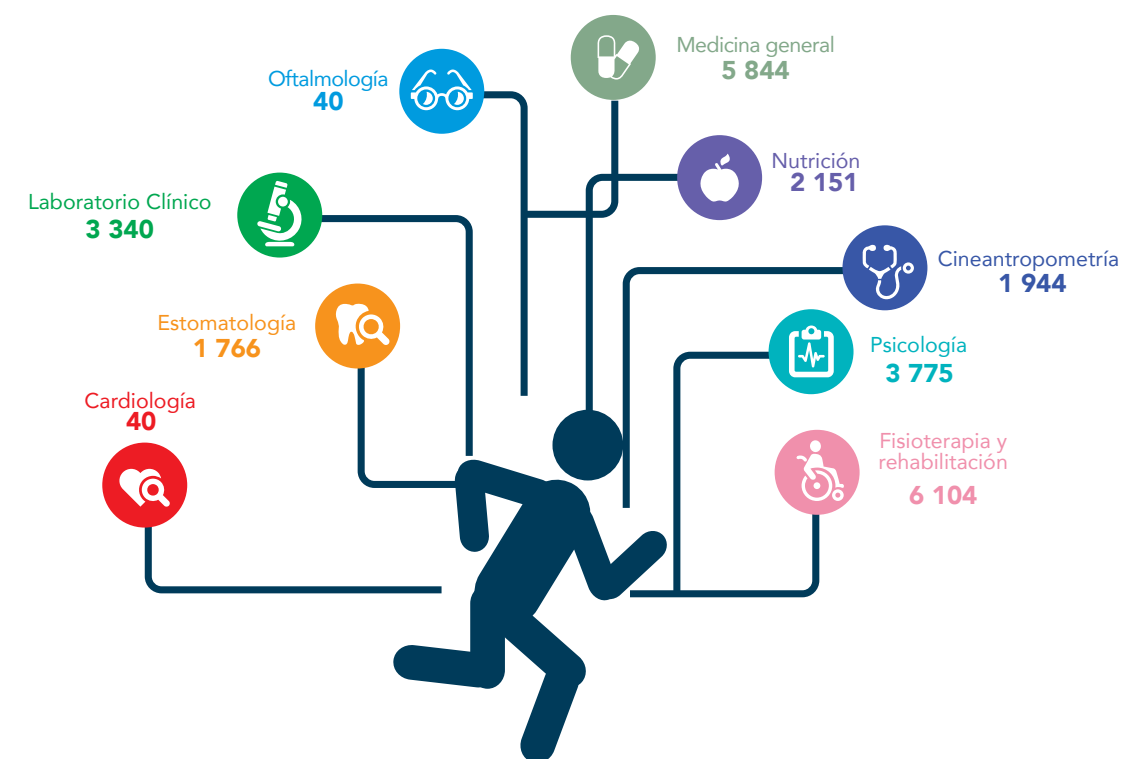 Medicina general
5 844
Oftalmología
40
Nutrición
2 151
Laboratorio Clínico
3 340
Cineantropometría
1 944
Estomatología
1 766
Psicología
3 775
Cardiología
40
Fisioterapia y
rehabilitación
6 104